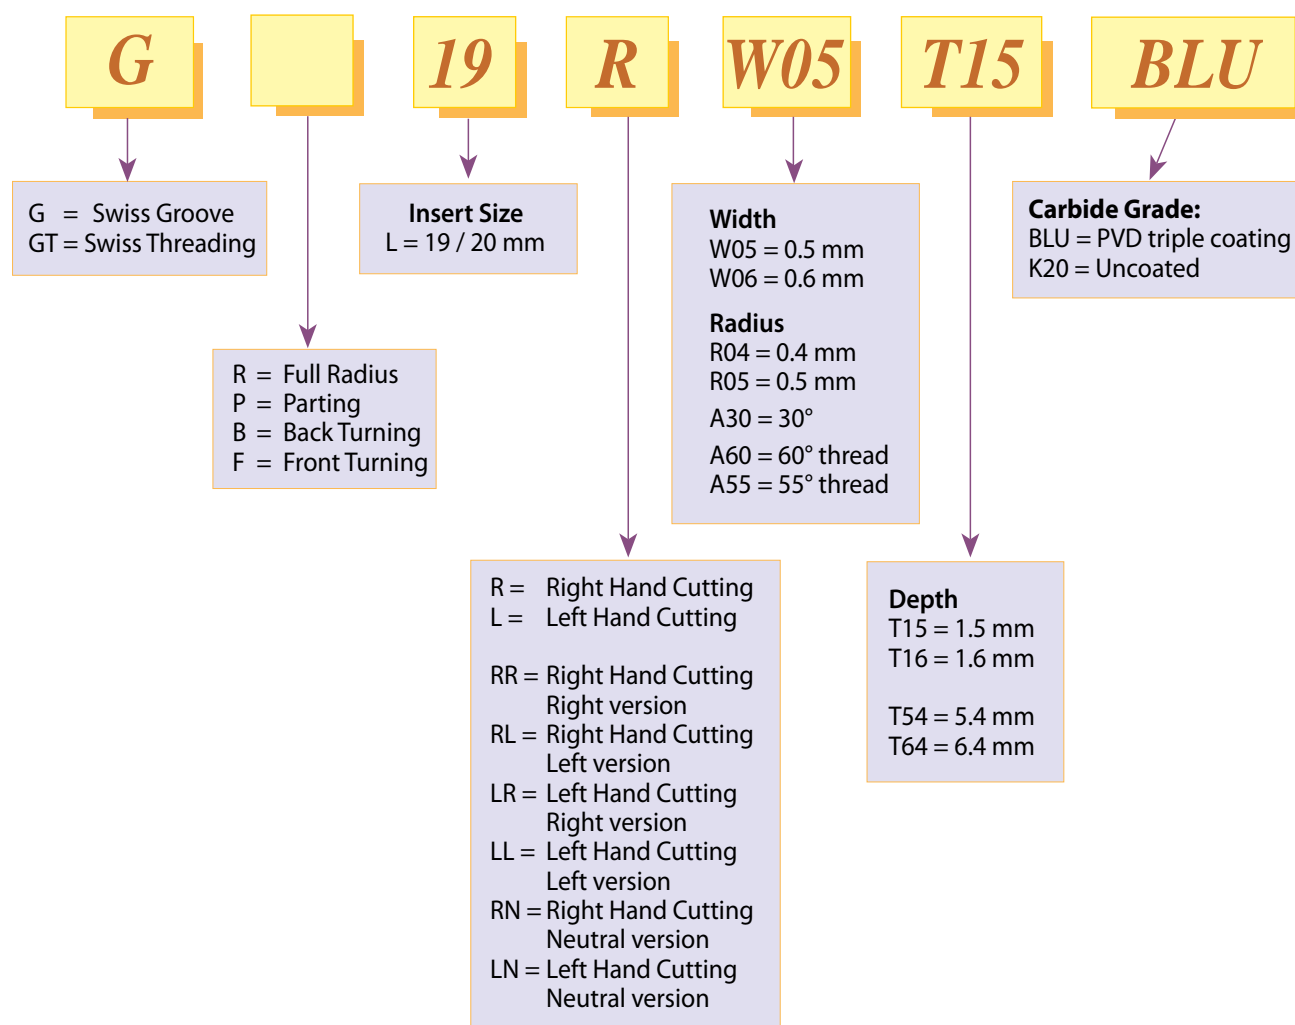 G 19 R W05 T15 BLU
G = Swiss Groove
GT = Swiss Threading
Insert Size
L = 19 / 20 mm
Width
W05 = 0.5 mm
W06 = 0.6 mm
Radius
R04 = 0.4 mm
R05 = 0.5 mm
A30 = 30°
A60 = 60° thread
A55 = 55° thread
Carbide Grade:
BLU = PVD triple coating
K20 = Uncoated
R = Full Radius
P = Parting
B = Back Turning
F = Front Turning
R = Right Hand Cutting
L = Left Hand Cutting
RR = Right Hand Cutting
Right version
RL = Right Hand Cutting
Left version
LR = Left Hand Cutting
Right version
LL = Left Hand Cutting
Left version
RN = Right Hand Cutting
Neutral version
LN = Left Hand Cutting
Neutral version
Depth
T15 = 1.5 mm
T16 = 1.6 mm
T54 = 5.4 mm
T64 = 6.4 mm